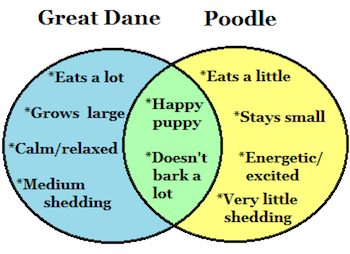 Great Dane
Poodle
*Eats a lot
*Grows large
*Calm/relaxed
*Medium
shedding
*Happy
puppy
*Doesn't
bark a
lot
*Eats a little
*Stays small
*Energetic/
excited
*Very little
shedding